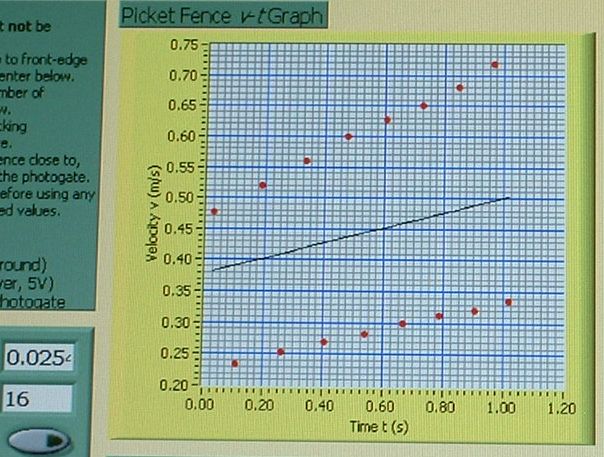 Picket Fence v-t Graph
t not be
to front-edge
enter below.
mber of
w.
king
e.
ence close to,
the photogate.
efore using any
ed values.
round)
ver, 5V)
hotogate
0.025
16
Velocity v (m/s)
0.75
0.70
0.65
0.60
0.55
0.50
0.45
0.40
0.35
0.30
0.25
0.20
0.00 0.20 0.40 0.60 0.80 1.00 1.20
Time t (s)